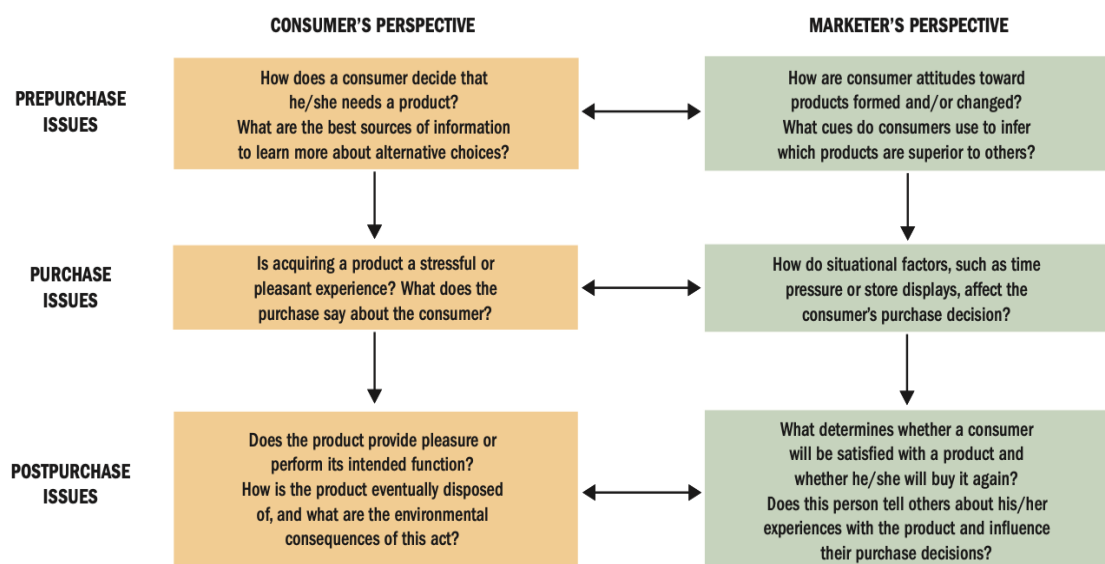 CONSUMER'S PERSPECTIVE
MARKETER'S PERSPECTIVE
PREPURCHASE
ISSUES
How does a consumer decide that
he/she needs a product?
What are the best sources of information
to learn more about alternative choices?
How are consumer attitudes toward
products formed and/or changed?
What cues do consumers use to infer
which products are superior to others?
PURCHASE
ISSUES
Is acquiring a product a stressful or
pleasant experience? What does the
purchase say about the consumer?
How do situational factors, such as time
pressure or store displays, affect the
consumer's purchase decision?
POSTPURCHASE
ISSUES
Does the product provide pleasure or
perform its intended function?
How is the product eventually disposed
of, and what are the environmental
consequences of this act?
What determines whether a consumer
will be satisfied with a product and
whether he/she will buy it again?
Does this person tell others about his/her
experiences with the product and influence
their purchase decisions?